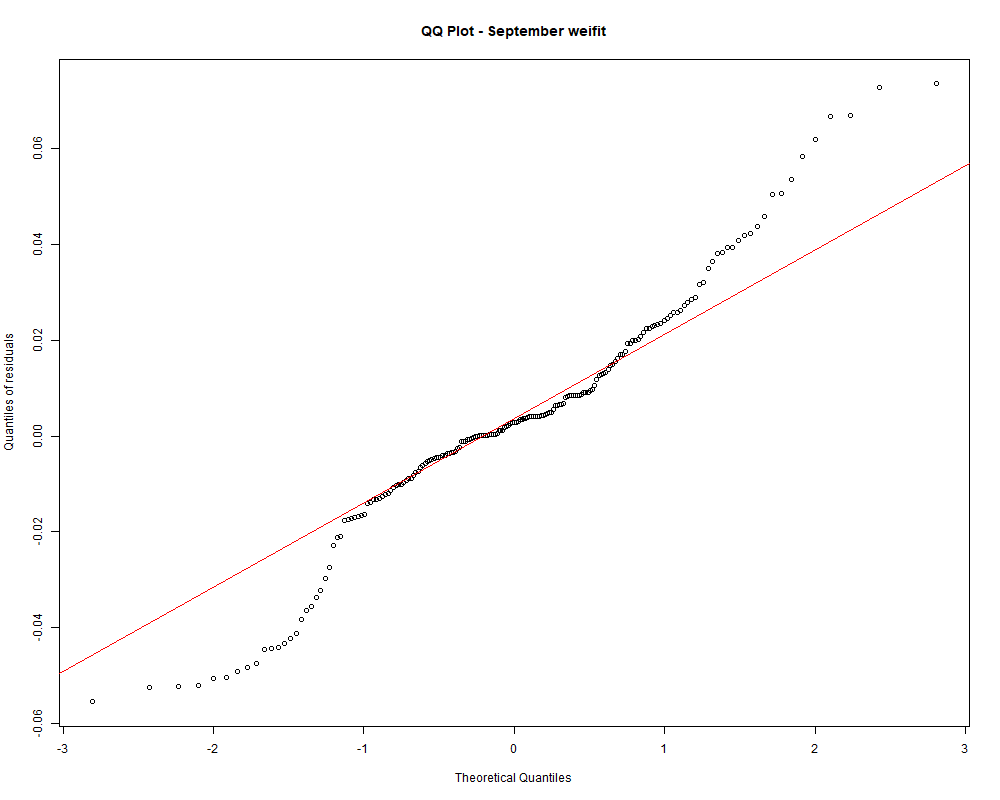 QQ Plot - September weifit
Quantiles of residuals
0.06
0.04
0.02
0.00
-0.02
-0.04
-0.06
-3 -2 -1 0 1 2 3
Theoretical Quantiles